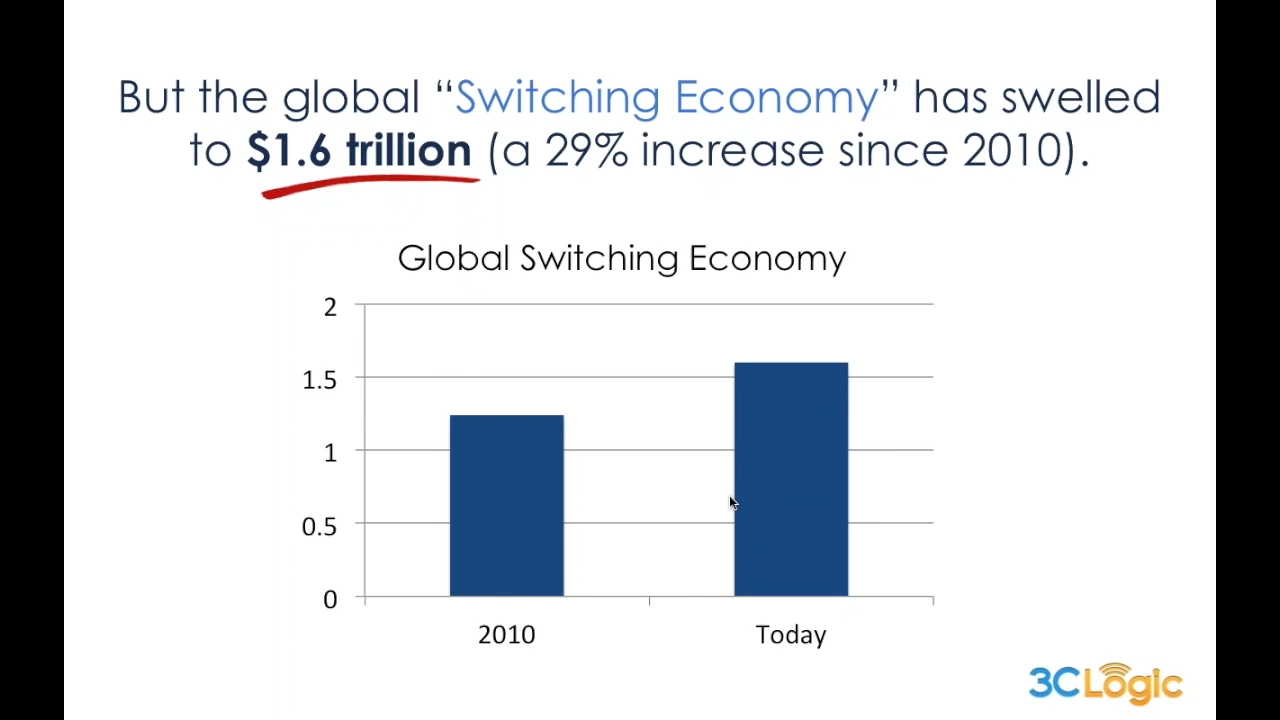 But the global “Switching Economy” has swelled
to $1.6 trillion (a 29% increase since 2010).
Global Switching Economy
2
1.5
1
0.5
0
2010 Today
3CLogic